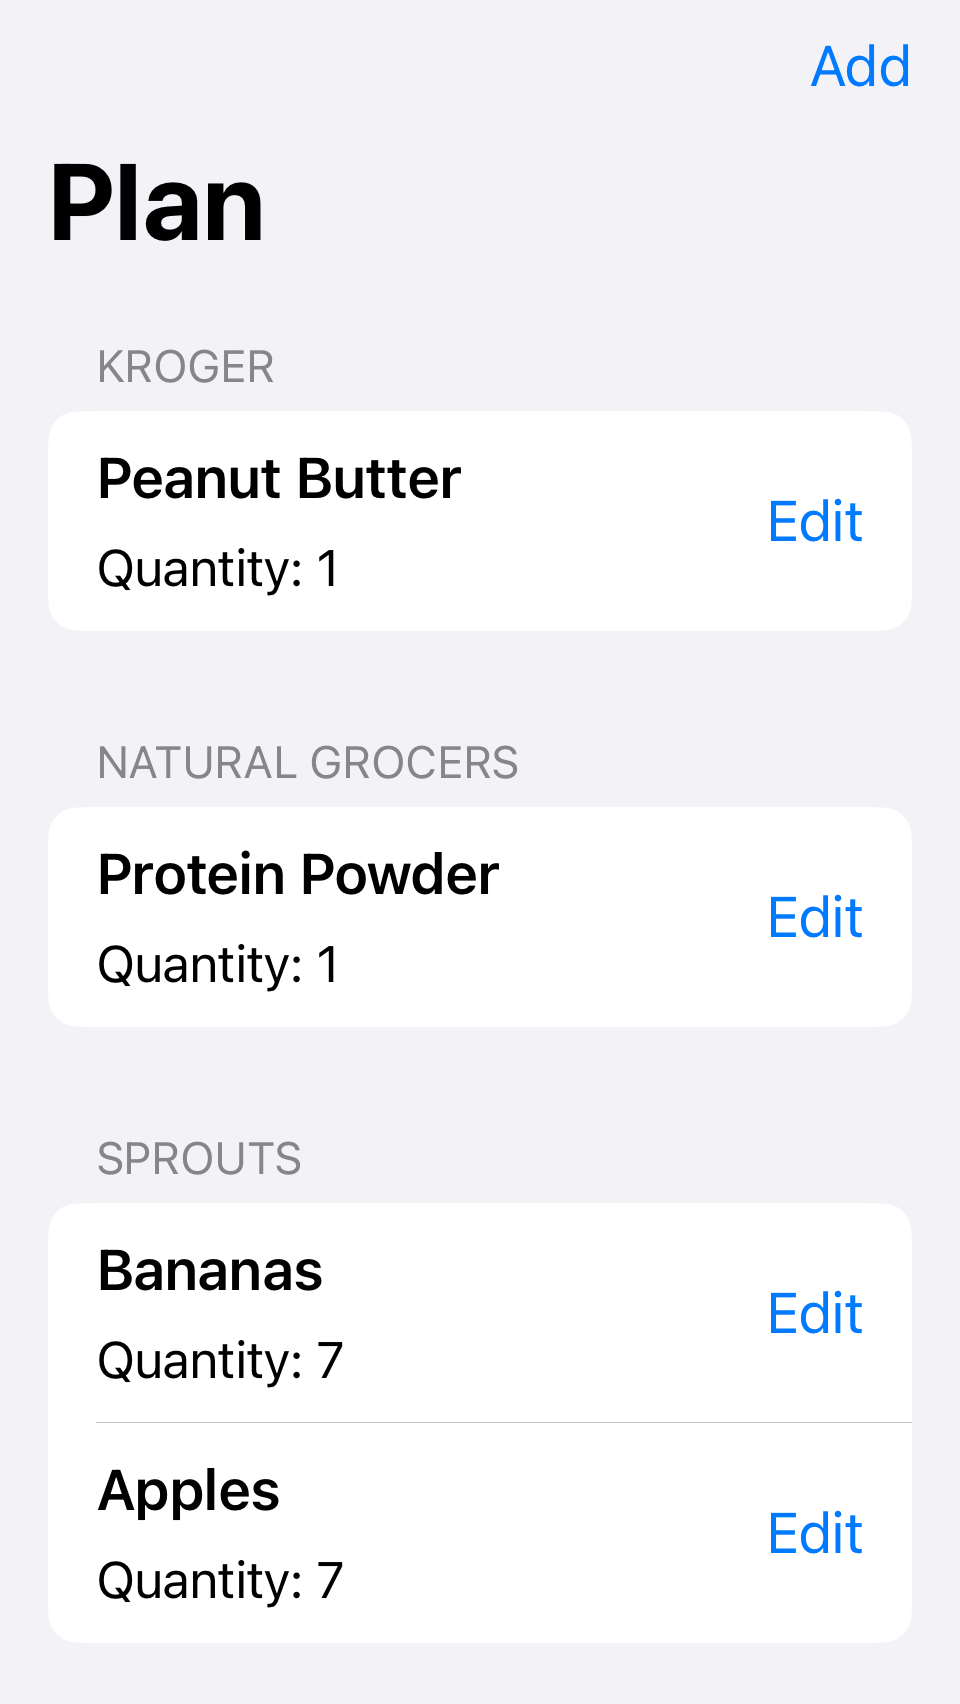 Add
Plan
KROGER
Peanut Butter
Edit
Quantity: 1
NATURAL GROCERS
Protein Powder
Edit
Quantity: 1
SPROUTS
Bananas
Edit
Quantity: 7
Apples
Edit
Quantity: 7